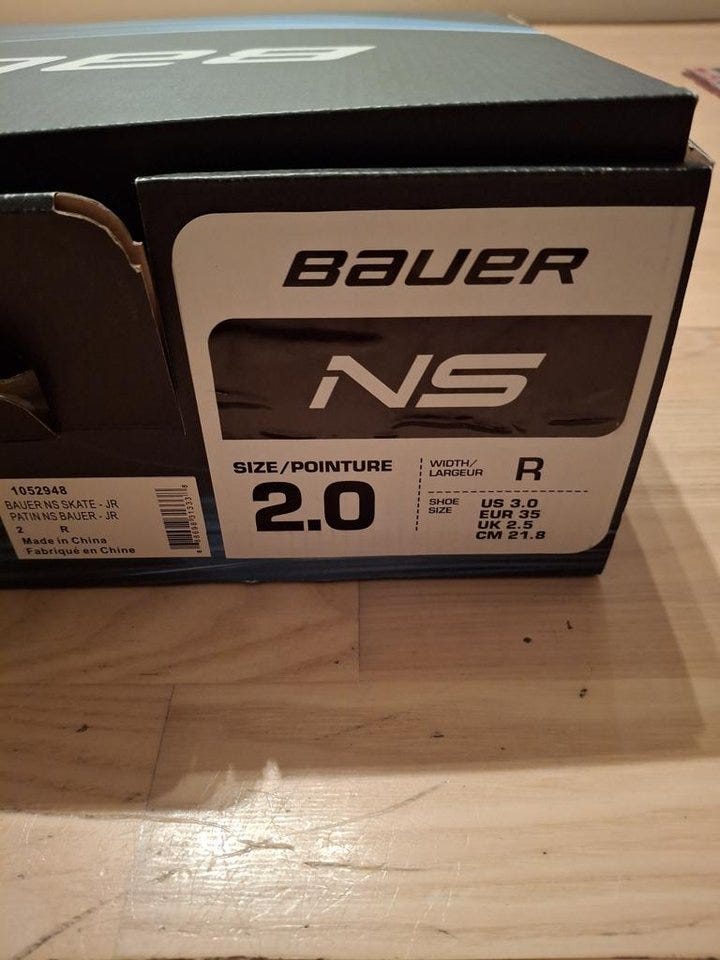 BAUER
BAUER
NS
SIZE/POINTURE
2.0
WIDTH/
LARGEUR
R
SHOE
SIZE
US 3.0
EUR 35
UK 2.5
CM 21.8
1052948
BAUER NS SKATE - JR
PATIN NS BAUER - JR
2 R
Made in China
Fabriqué en Chine